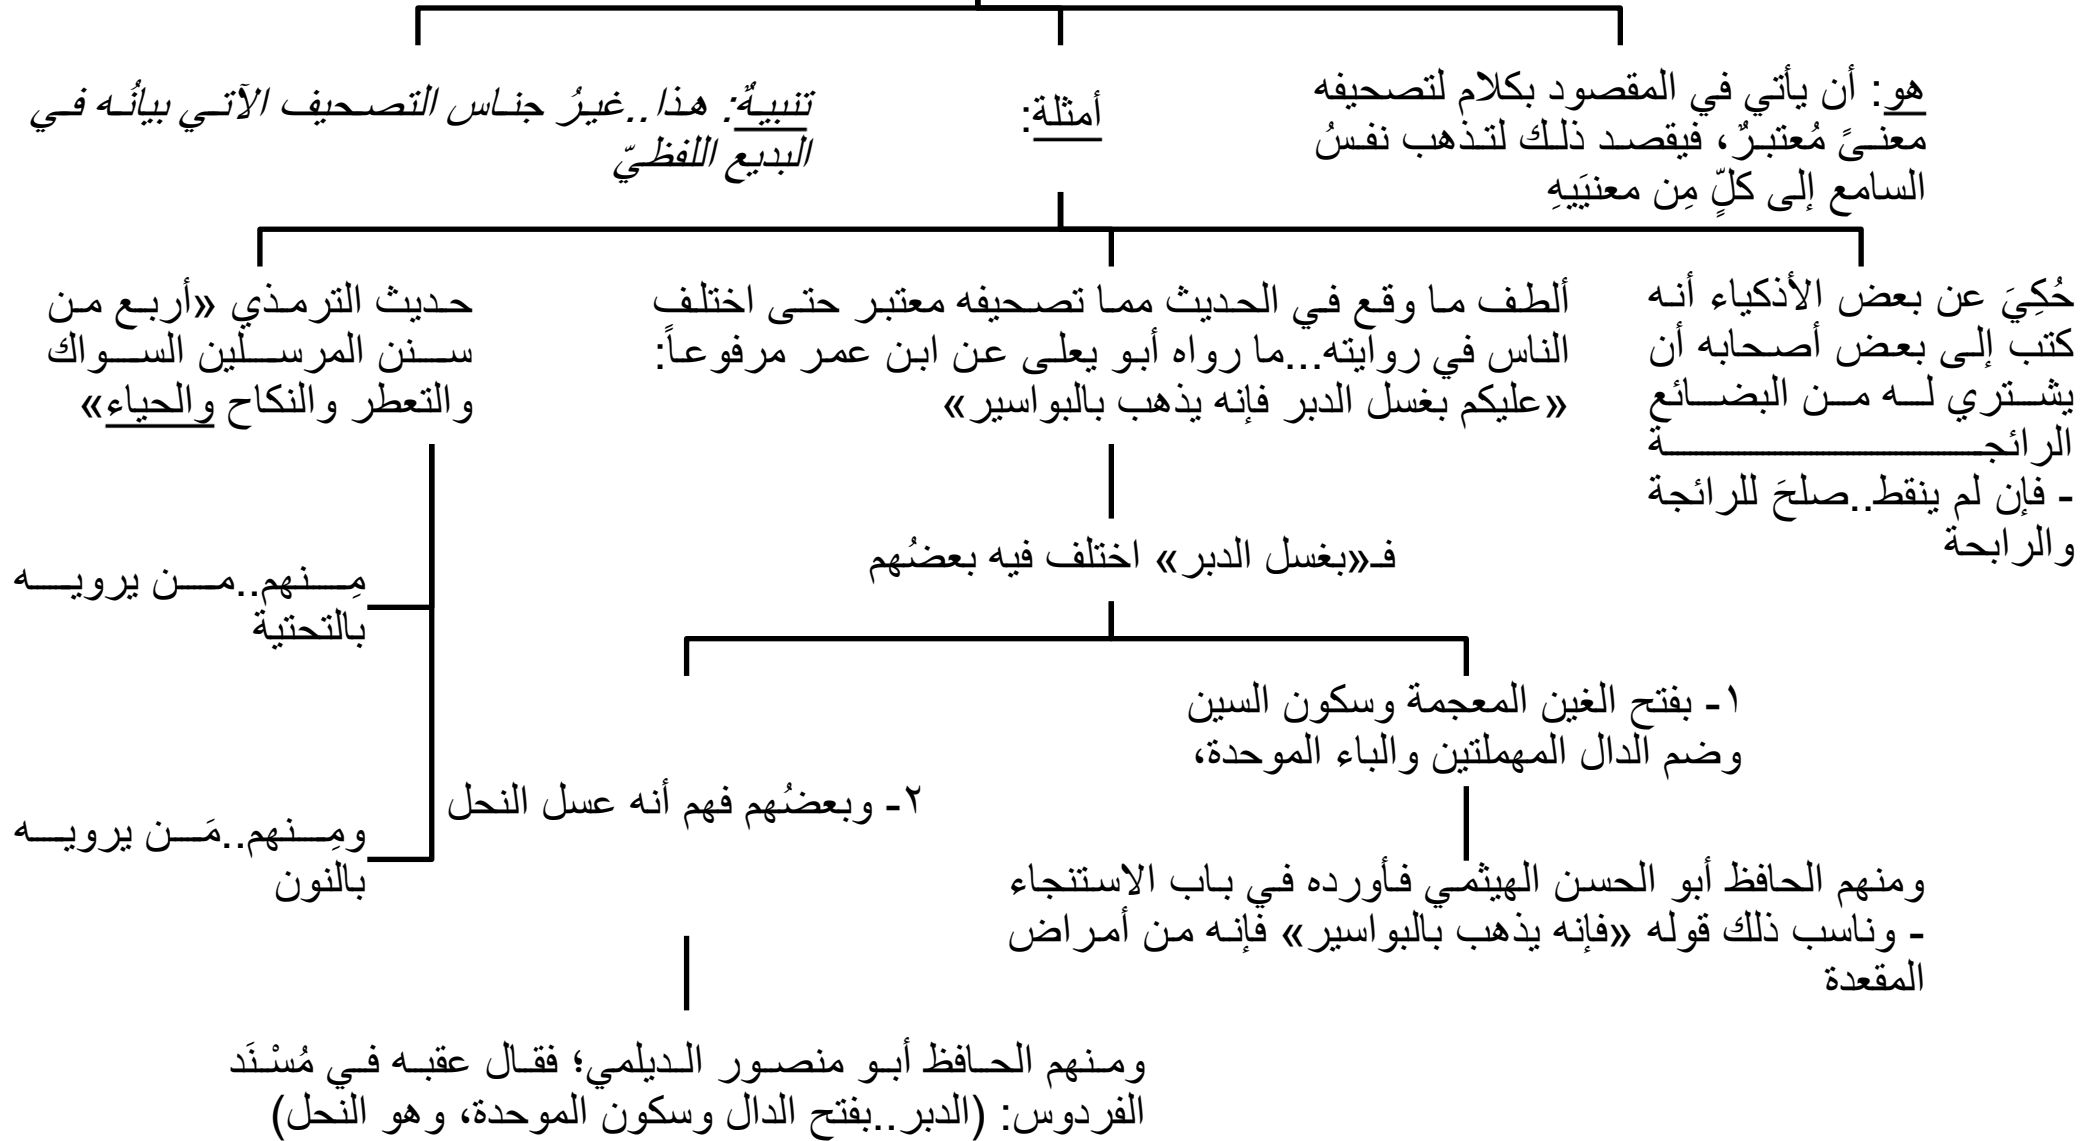 هو: أن يأتي في المقصود بكلام لتصحيفه
معنىً مُعتبرٌ، فيقصد ذلك لتذهب نفسُ
السامع إلى كلٍّ مِن معنيَيهِ
أمثلة:
تنبيهٌ: هذا..غيرُ جناس التصحيف الآتي بيانُه في
البديع اللفظيّ
حُكِيَ عن بعض الأذكياء أنه
كتب إلى بعض أصحابه أن
يشتري له من البضائع
الرائجة
- فإن لم ينقط..صلحَ للرائجة
والرابحة
ألطف ما وقع في الحديث مما تصحيفه معتبر حتى اختلف
الناس في روايته...ما رواه أبو يعلى عن ابن عمر مرفوعاً:
«عليكم بغسل الدبر فإنه يذهب بالبواسير»
فـ«بغسل الدبر» اختلف فيه بعضُهم
١- بفتح الغين المعجمة وسكون السين
وضم الدال المهملتين والباء الموحدة،
ومنهم الحافظ أبو الحسن الهيثمي فأورده في باب الاستنجاء
- وناسب ذلك قوله «فإنه يذهب بالبواسير» فإنه من أمراض
المقعدة
٢- وبعضُهم فهم أنه عسل النحل
ومنهم الحافظ أبو منصور الديلمي؛ فقال عقبه في مُسْنَد
الفردوس: (الدبر..بفتح الدال وسكون الموحدة، وهو النحل)
حديث الترمذي «أربع من
سنن المرسلين السواك
والتعطر والنكاح والحياء»
مِنهم..من يرويه
بالتحتية
ومِنهم..مَن يرويه
بالنون